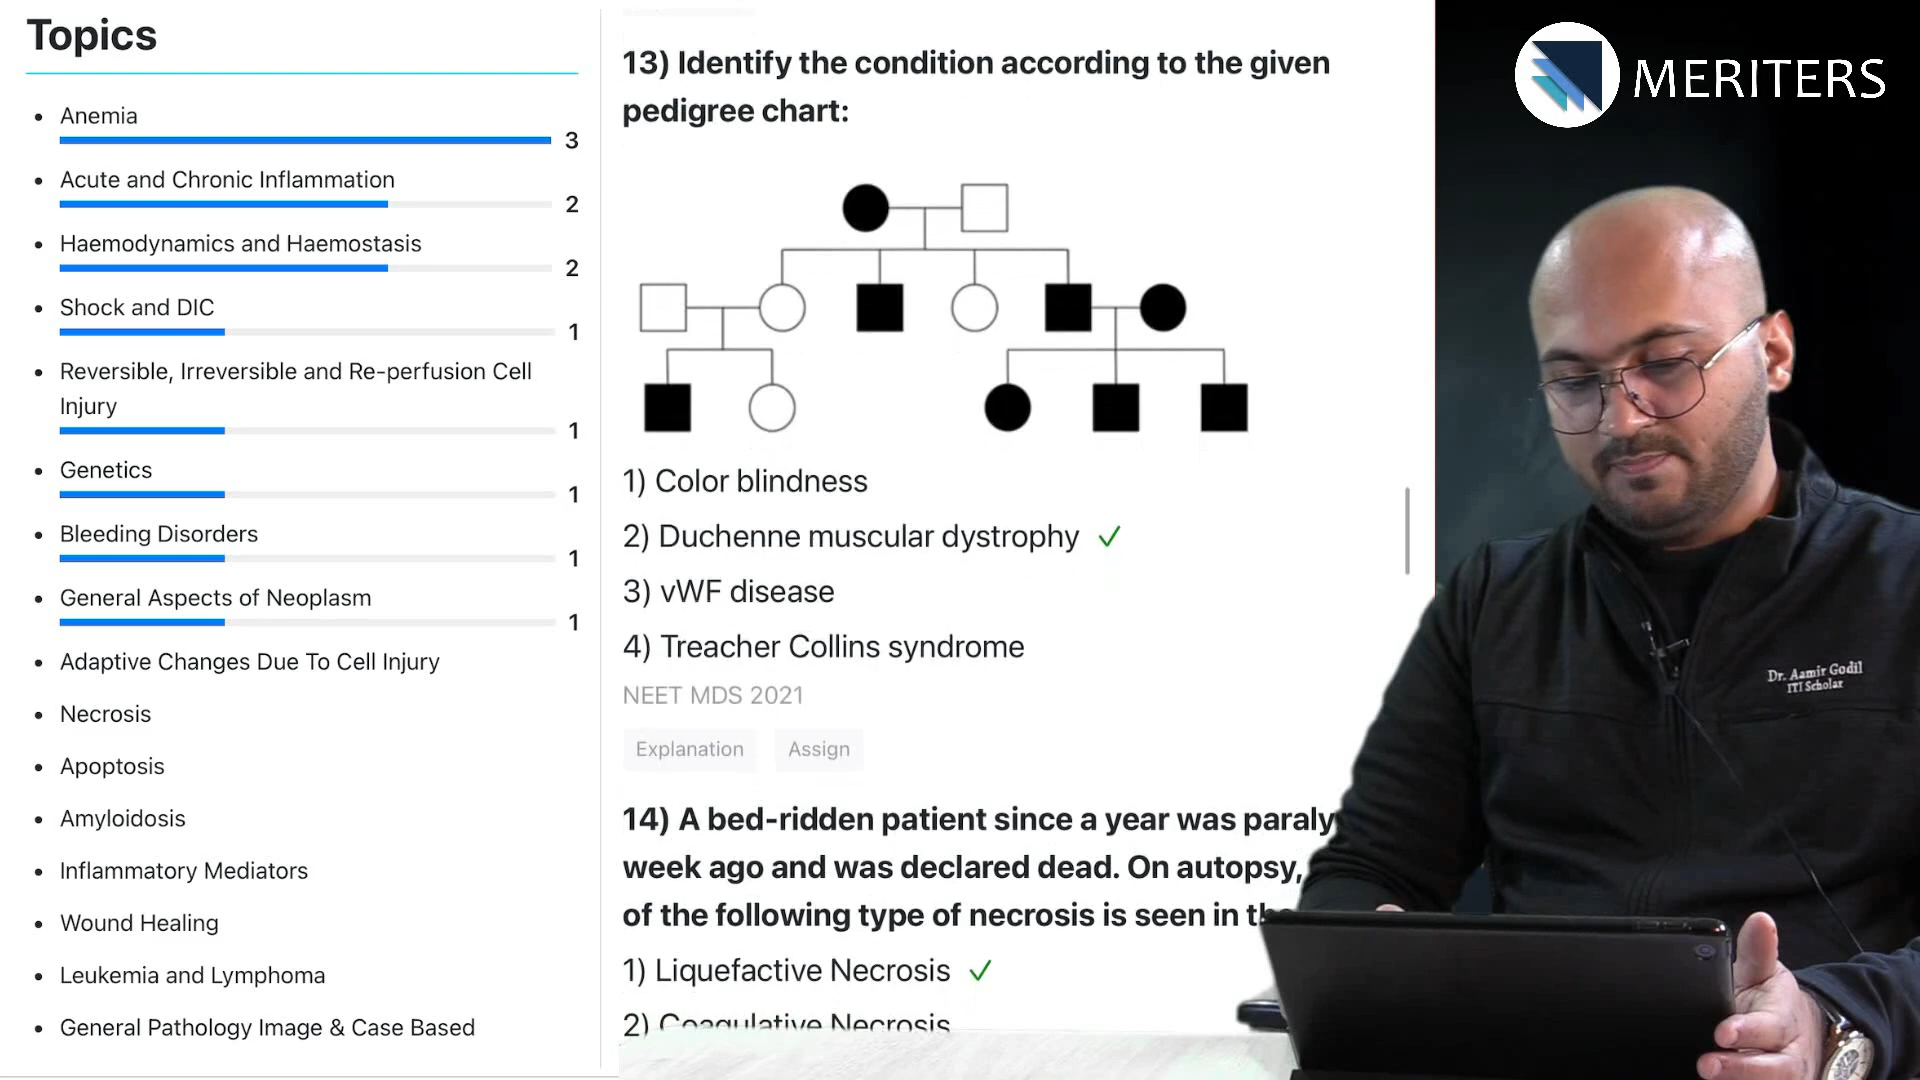 Topics
Anemia
3
Acute and Chronic Inflammation
2
Haemodynamics and Haemostasis
2
Shock and DIC
1
Reversible, Irreversible and Re-perfusion Cell
Injury
1
Genetics
1
Bleeding Disorders
1
General Aspects of Neoplasm
1
Adaptive Changes Due To Cell Injury
Necrosis
Apoptosis
Amyloidosis
Inflammatory Mediators
Wound Healing
Leukemia and Lymphoma
General Pathology Image & Case Based
13) Identify the condition according to the given
pedigree chart:
1) Color blindness
2) Duchenne muscular dystrophy ✓
3) vWF disease
4) Treacher Collins syndrome
NEET MDS 2021
Explanation Assign
14) A bed-ridden patient since a year was
week ago and was declared dead. On autopsy,
of the following type of necrosis is seen in
1) Liquefactive Necrosis ✓
2) Coagulative Necrosis
MERITERS
Dr. Aamir Godil
ITI Scholar